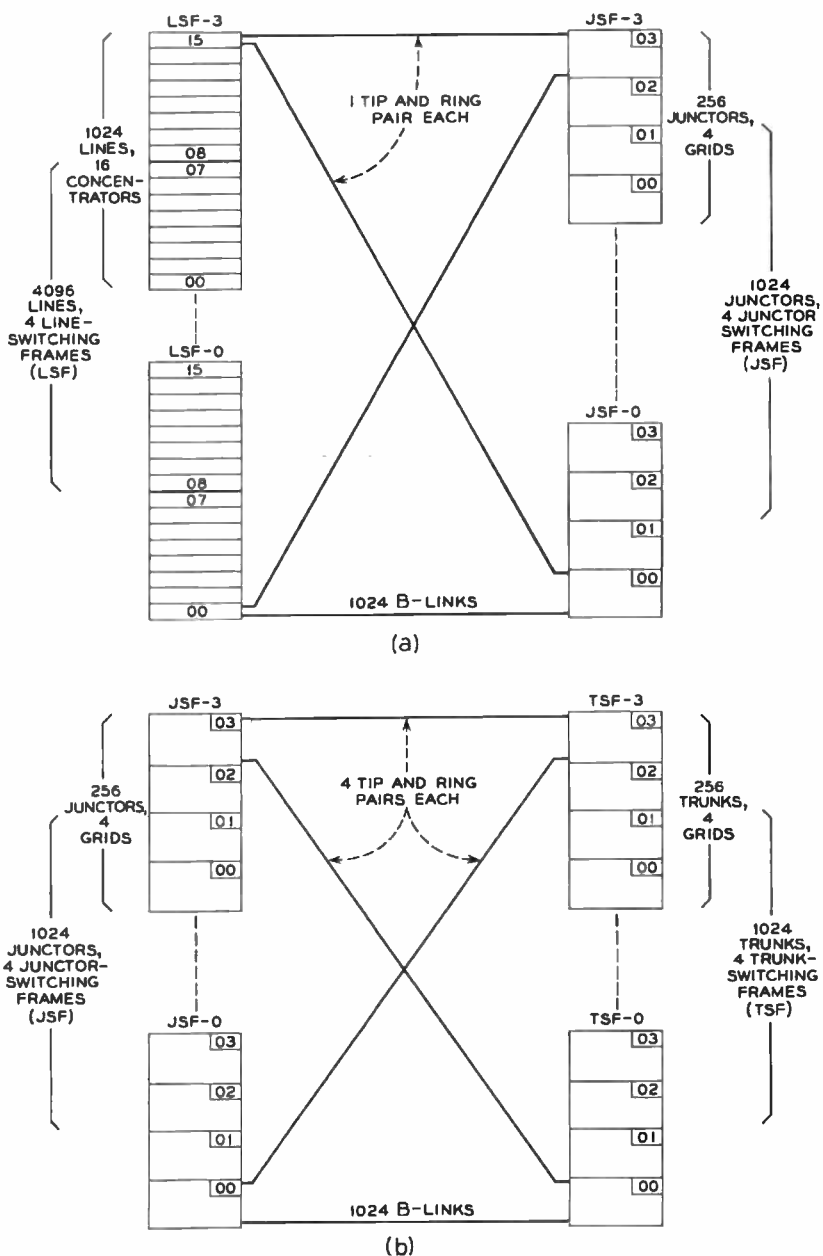 LSF-3
15
08
07
00
1024
LINES,
16
CONCEN-
TRATORS
4096
LINES,
4 LINE-
SWITCHING
FRAMES
(LSF)
LSF-0
15
08
07
00
1 TIP AND RING
PAIR EACH
1024 B-LINKS
JSF-3
03
02
01
00
256
JUNCTORS,
4
GRIDS
1024
JUNCTORS,
4 JUNCTOR
SWITCHING
FRAMES
(JSF)
JSF-0
03
02
01
00
(a)
JSF-3
03
02
01
00
256
JUNCTORS,
4
GRIDS
1024
JUNCTORS,
4 JUNCTOR-
SWITCHING
FRAMES
(JSF)
JSF-0
03
02
01
00
4 TIP AND RING
PAIRS EACH
1024 B-LINKS
TSF-3
03
02
01
00
256
TRUNKS,
4
GRIDS
1024
TRUNKS,
4 TRUNK-
SWITCHING
FRAMES
(TSF)
TSF-0
03
02
01
00
(b)